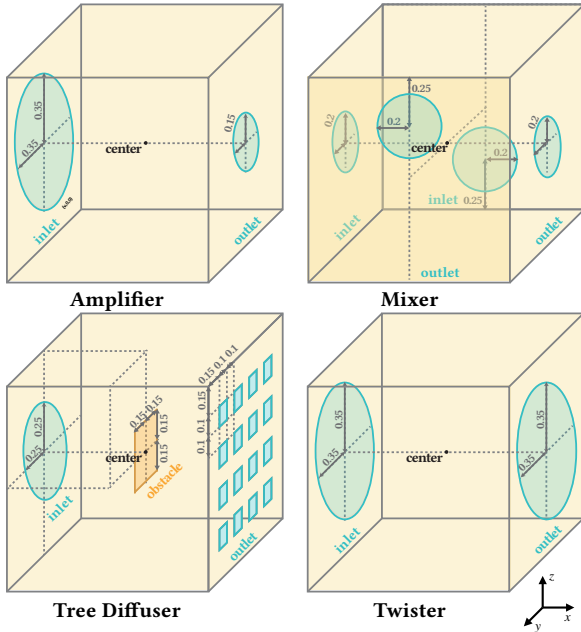 0.35
0.35
inlet
center
0.15
outlet
Amplifier
0.2
inlet
0.25
0.2
center
0.2
inlet
0.25
0.2
outlet
outlet
Mixer
0.25
0.25
inlet
0.15 0.15
0.15
0.15
center
obstacle
0.15 0.1 0.1
0.15
0.1
0.15
0.1
outlet
Tree Diffuser
0.35
0.35
inlet
center
0.35
0.35
outlet
Twister
z
x
y